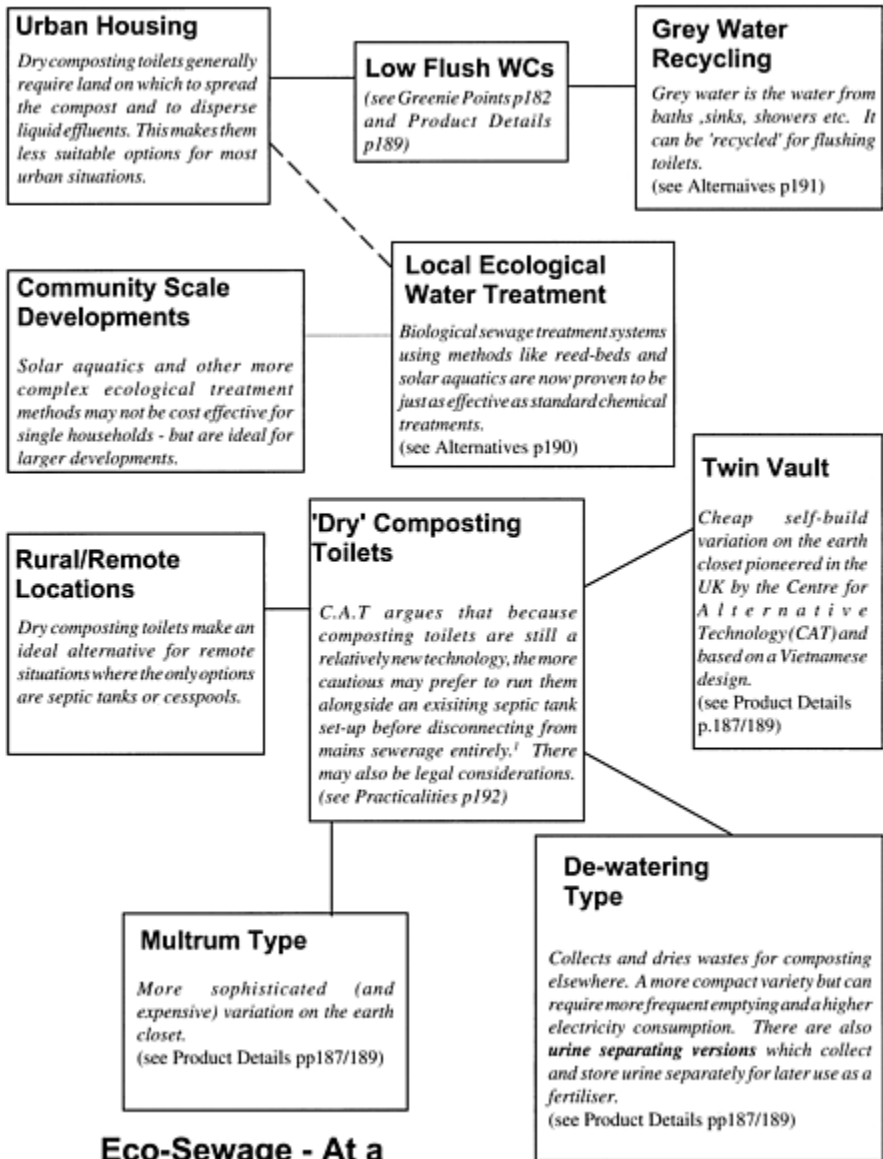 Urban Housing
Dry composting toilets generally
require land on which to spread
the compost and to disperse
liquid effluents. This makes them
less suitable options for most
urban situations.
Low Flush WCs
(see Greenie Points p182
and Product Details
p189)
Grey Water
Recycling
Grey water is the water from
baths ,sinks, showers etc. It
can be 'recycled' for flushing
toilets.
(see Alternaives p191)
Community Scale
Developments
Solar aquatics and other more
complex ecological treatment
methods may not be cost effective for
single households - but are ideal for
larger developments.
Local Ecological
Water Treatment
Biological sewage treatment systems
using methods like reed-beds and
solar aquatics are now proven to be
just as effective as standard chemical
treatments.
(see Alternatives p190)
Rural/Remote
Locations
Dry composting toilets make an
ideal alternative for remote
situations where the only options
are septic tanks or cesspools.
'Dry' Composting
Toilets
C.A.T argues that because
composting toilets are still a
relatively new technology, the more
cautious may prefer to run them
alongside an exisiting septic tank
set-up before disconnecting from
mains sewerage entirely.¹ There
may also be legal considerations.
(see Practicalities p192)
Twin Vault
Cheap self-build
variation on the earth
closet pioneered in the
UK by the Centre for
Alternative
Technology (CAT) and
based on a Vietnamese
design.
(see Product Details
p.187/189)
Multrum Type
More sophisticated (and
expensive) variation on the earth
closet.
(see Product Details pp187/189)
De-watering
Type
Collects and dries wastes for composting
elsewhere. A more compact variety but can
require more frequent emptying and a higher
electricity consumption. There are also
urine separating versions which collect
and store urine separately for later use as a
fertiliser.
(see Product Details pp187/189)
Eco-Sewage - At a